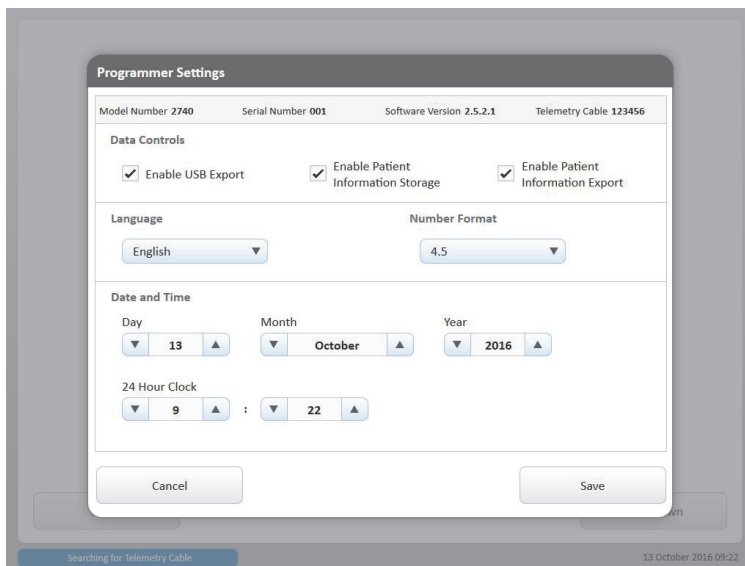 Programmer Settings
Model Number 2740 Serial Number 001 Software Version 2.5.2.1 Telemetry Cable 123456
Data Controls
Enable USB Export
Enable Patient
Information Storage
Enable Patient
Information Export
Language
Number Format
English
4.5
Date and Time
Day Month Year
13 October 2016
24 Hour Clock
9 : 22
Cancel
Save
wn
Searching for Telemetry Cable
13 October 2016 09:22